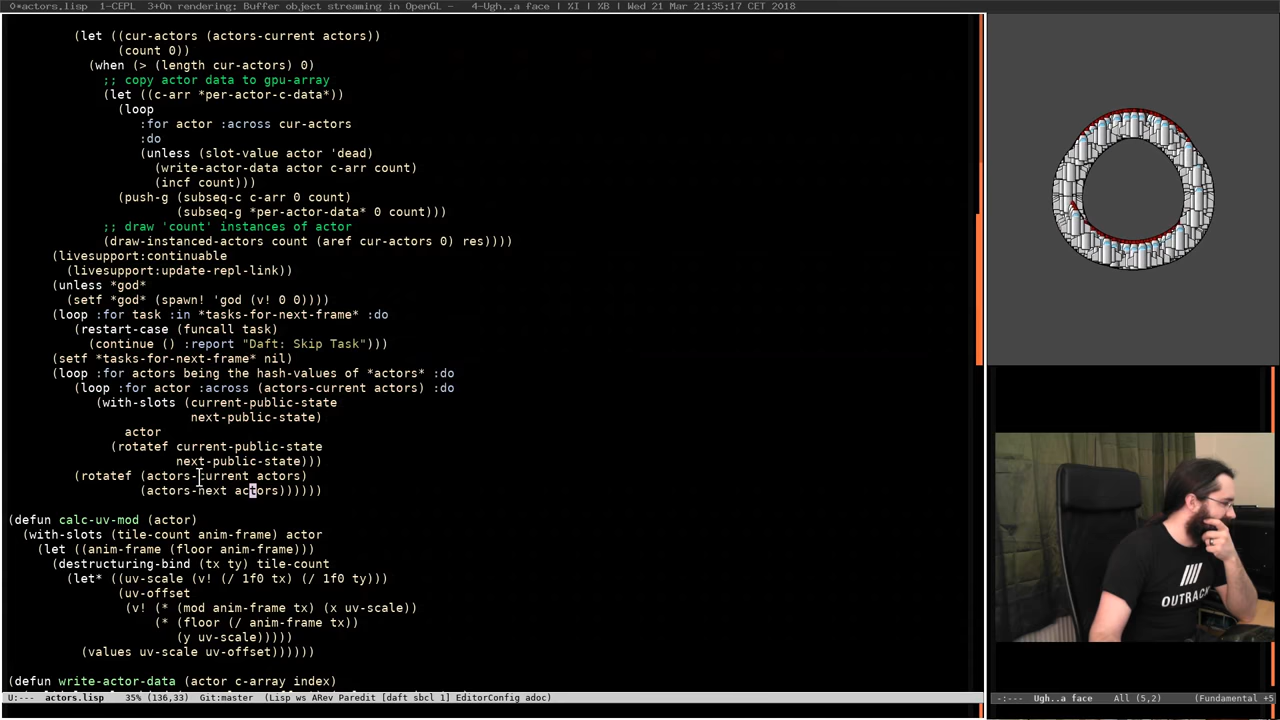 0*actors.lisp  1-CEPL  3+On rendering: Buffer object streaming in OpenGL -  4-Ugh..a face | XI | %B | Wed 21 Mar 21:35:17 CET 2018
(let ((cur-actors (actors-current actors))
(count 0))
(when (> (length cur-actors) 0)
;; copy actor data to gpu-array
(let ((c-arr *per-actor-c-data*))
(loop
:for actor :across cur-actors
:do
(unless (slot-value actor 'dead)
(write-actor-data actor c-arr count)
(incf count)))
(push-g (subseq-c c-arr 0 count)
(subseq-g *per-actor-data* 0 count)))
;; draw 'count' instances of actor
(draw-instanced-actors count (aref cur-actors 0) res))))
(livesupport:continuable
(livesupport:update-repl-link))
(unless *god*
(setf *god* (spawn! 'god (v! 0 0))))
(loop :for task :in *tasks-for-next-frame* :do
(restart-case (funcall task)
(continue () :report "Daft: Skip Task")))
(setf *tasks-for-next-frame* nil)
(loop :for actors being the hash-values of *actors* :do
(loop :for actor :across (actors-current actors) :do
(with-slots (current-public-state
next-public-state)
actor
(rotatef current-public-state
next-public-state)))
(rotatef (actors-current actors)
(actors-next actors))))))
(defun calc-uv-mod (actor)
(with-slots (tile-count anim-frame) actor
(let ((anim-frame (floor anim-frame)))
(destructuring-bind (tx ty) tile-count
(let* ((uv-scale (v! (/ 1f0 tx) (/ 1f0 ty)))
(uv-offset
(v! (* (mod anim-frame tx) (x uv-scale))
(* (floor (/ anim-frame tx))
(y uv-scale)))))
(values uv-scale uv-offset))))))
(defun write-actor-data (actor c-array index)
U:---  actors.lisp  35% (136,33)  Git:master  (Lisp ws ARev Paredit [daft sbcl 1] EditorConfig adoc)
OUTRAC
-:---  Ugh..a face  All (5,2)  (Fundamental +5